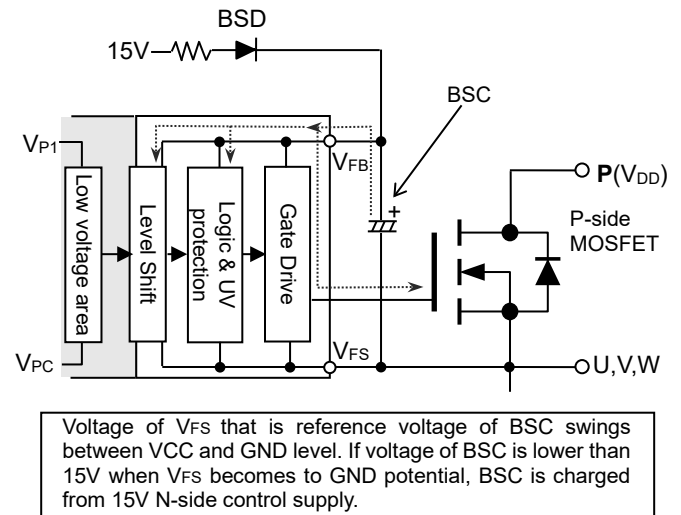 BSD
15V
BSC
VP1
VFB
P(VDD)
Low voltage area
Level Shift
Logic & UV
protection
Gate Drive
+
P-side
MOSFET
VPC
VFS
U,V,W
Voltage of VFS that is reference voltage of BSC swings
between VCC and GND level. If voltage of BSC is lower than
15V when VFS becomes to GND potential, BSC is charged
from 15V N-side control supply.